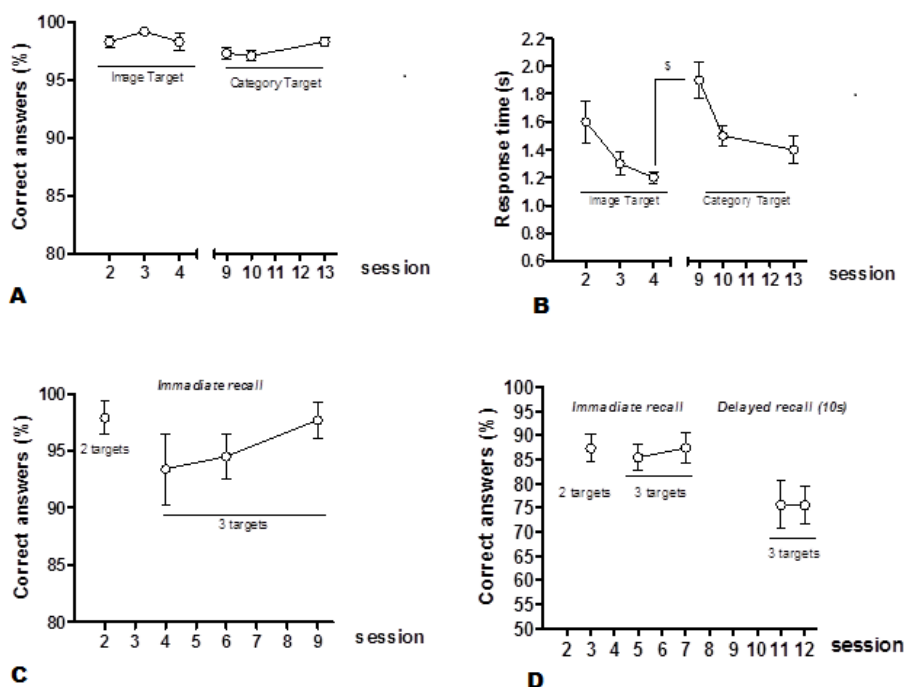 Correct answers (%)
100
95
90
85
80
Image Target
Category Target
2 3 4 9 10 11 12 13 session
A
Response time (s)
2.2
2.0
1.8
1.6
1.4
1.2
1.0
0.8
0.6
$
Image Target
Category Target
2 3 4 9 10 11 12 13 session
B
Correct answers (%)
100
95
90
85
80
Immadiate recall
2 targets
3 targets
2 3 4 5 6 7 8 9 session
C
Correct answers (%)
100
95
90
85
80
75
70
65
60
55
50
Immadiate recall Delayed recall (10s)
2 targets 3 targets
3 targets
2 3 4 5 6 7 8 9 10 11 12 session
D